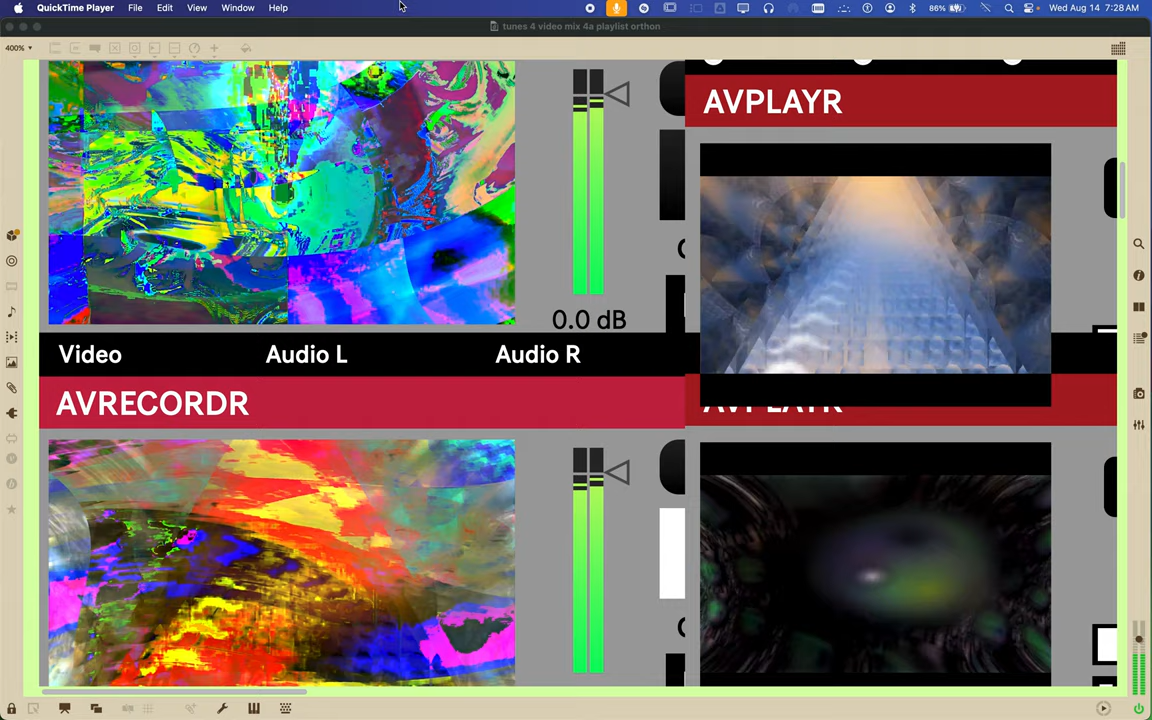 QuickTime Player File Edit View Window Help 86% Wed Aug 14 7:28 AM
tunes 4 video mix 4a playlist orthon
400%
AVPLAYR
0.0 dB
Video Audio L Audio R
AVRECORDR
AVPLAYR